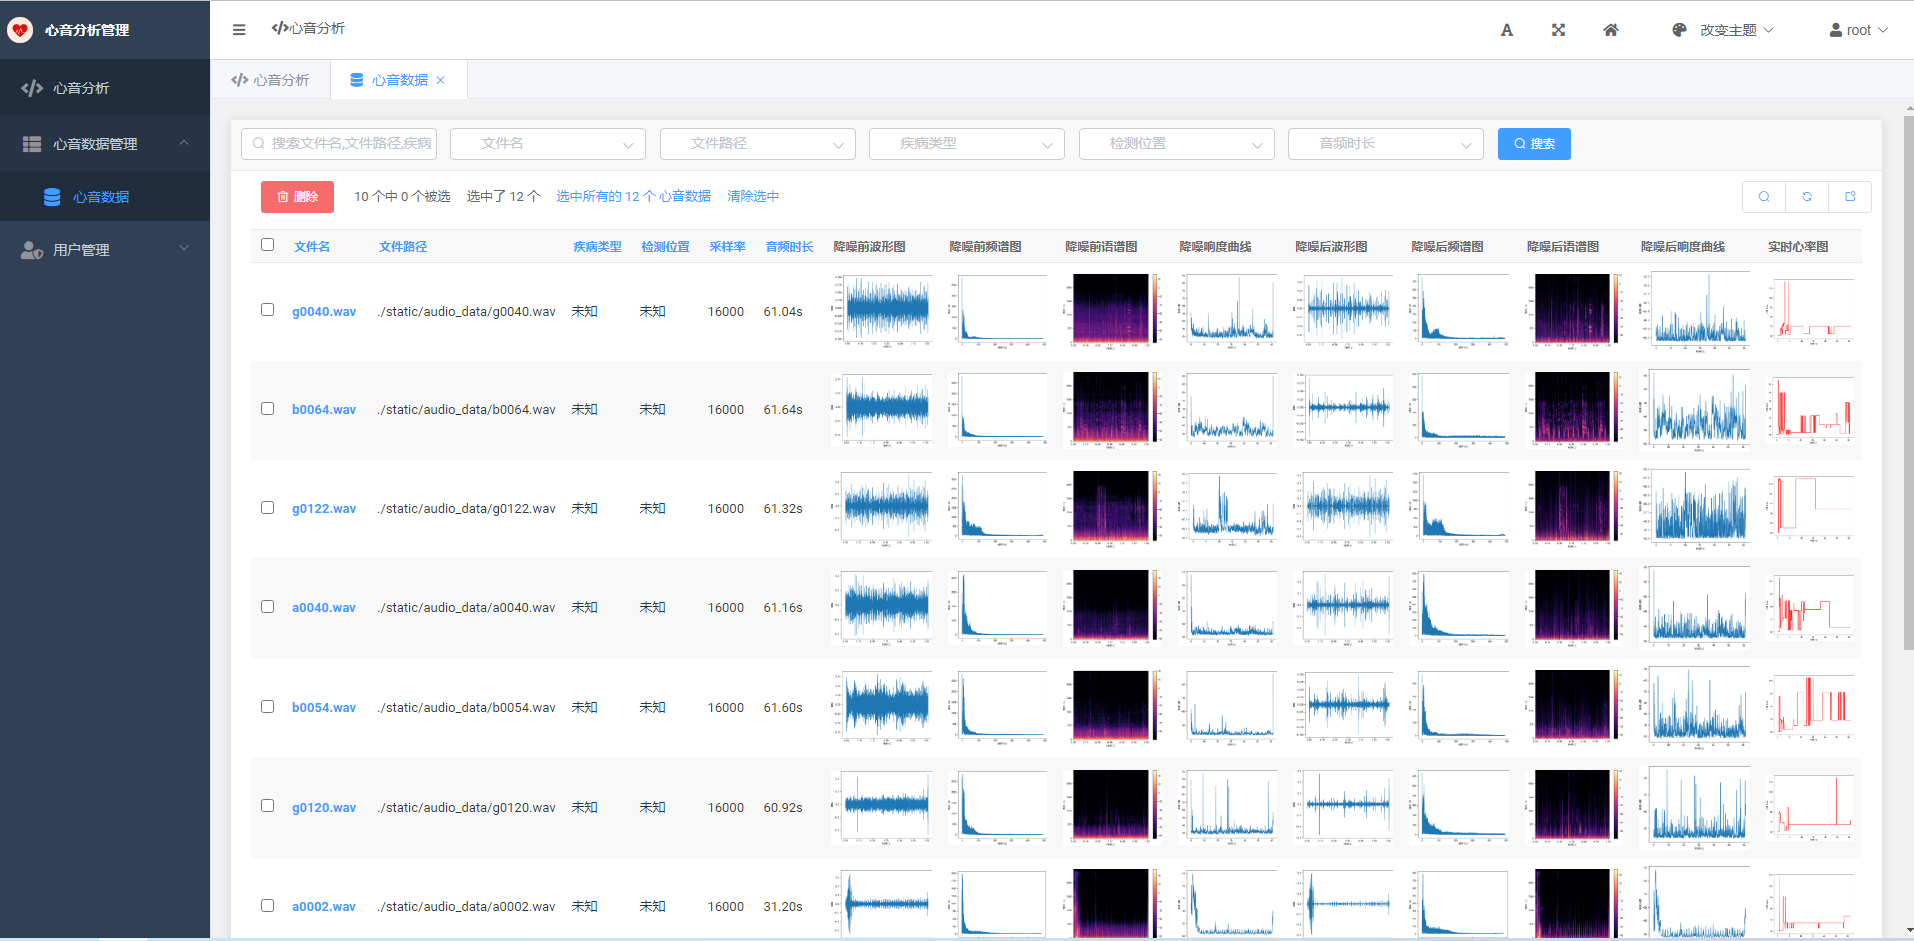 心音分析管理
心音分析
心音数据管理
心音数据
用户管理
心音分析
改变主题
root
心音分析
心音数据
搜索文件名,文件路径,疾病
文件名
文件路径
疾病类型
检测位置
音频时长
搜索
删除
10 个中 0 个被选
选中了 12 个
选中所有的 12 个 心音数据
清除选中
文件名 文件路径 疾病类型 检测位置 采样率 音频时长 降噪前波形图 降噪前频谱图 降噪前语谱图 降噪响度曲线 降噪后波形图 降噪后频谱图 降噪后语谱图 降噪后响度曲线 实时心率图
g0040.wav ./static/audio_data/g0040.wav 未知 未知 16000 61.04s
b0064.wav ./static/audio_data/b0064.wav 未知 未知 16000 61.64s
g0122.wav ./static/audio_data/g0122.wav 未知 未知 16000 61.32s
a0040.wav ./static/audio_data/a0040.wav 未知 未知 16000 61.16s
b0054.wav ./static/audio_data/b0054.wav 未知 未知 16000 61.60s
g0120.wav ./static/audio_data/g0120.wav 未知 未知 16000 60.92s
a0002.wav ./static/audio_data/a0002.wav 未知 未知 16000 31.20s